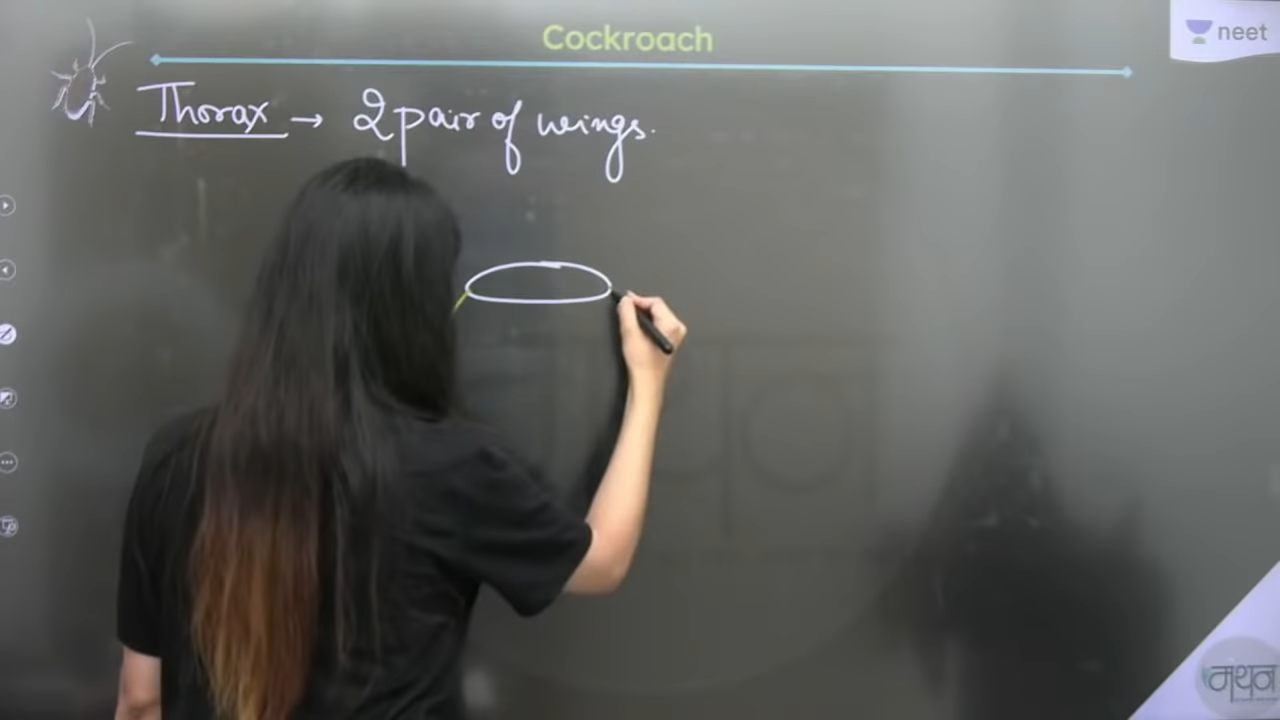 Cockroach
neet
Thorax → 2 pair of wings.
मंथन